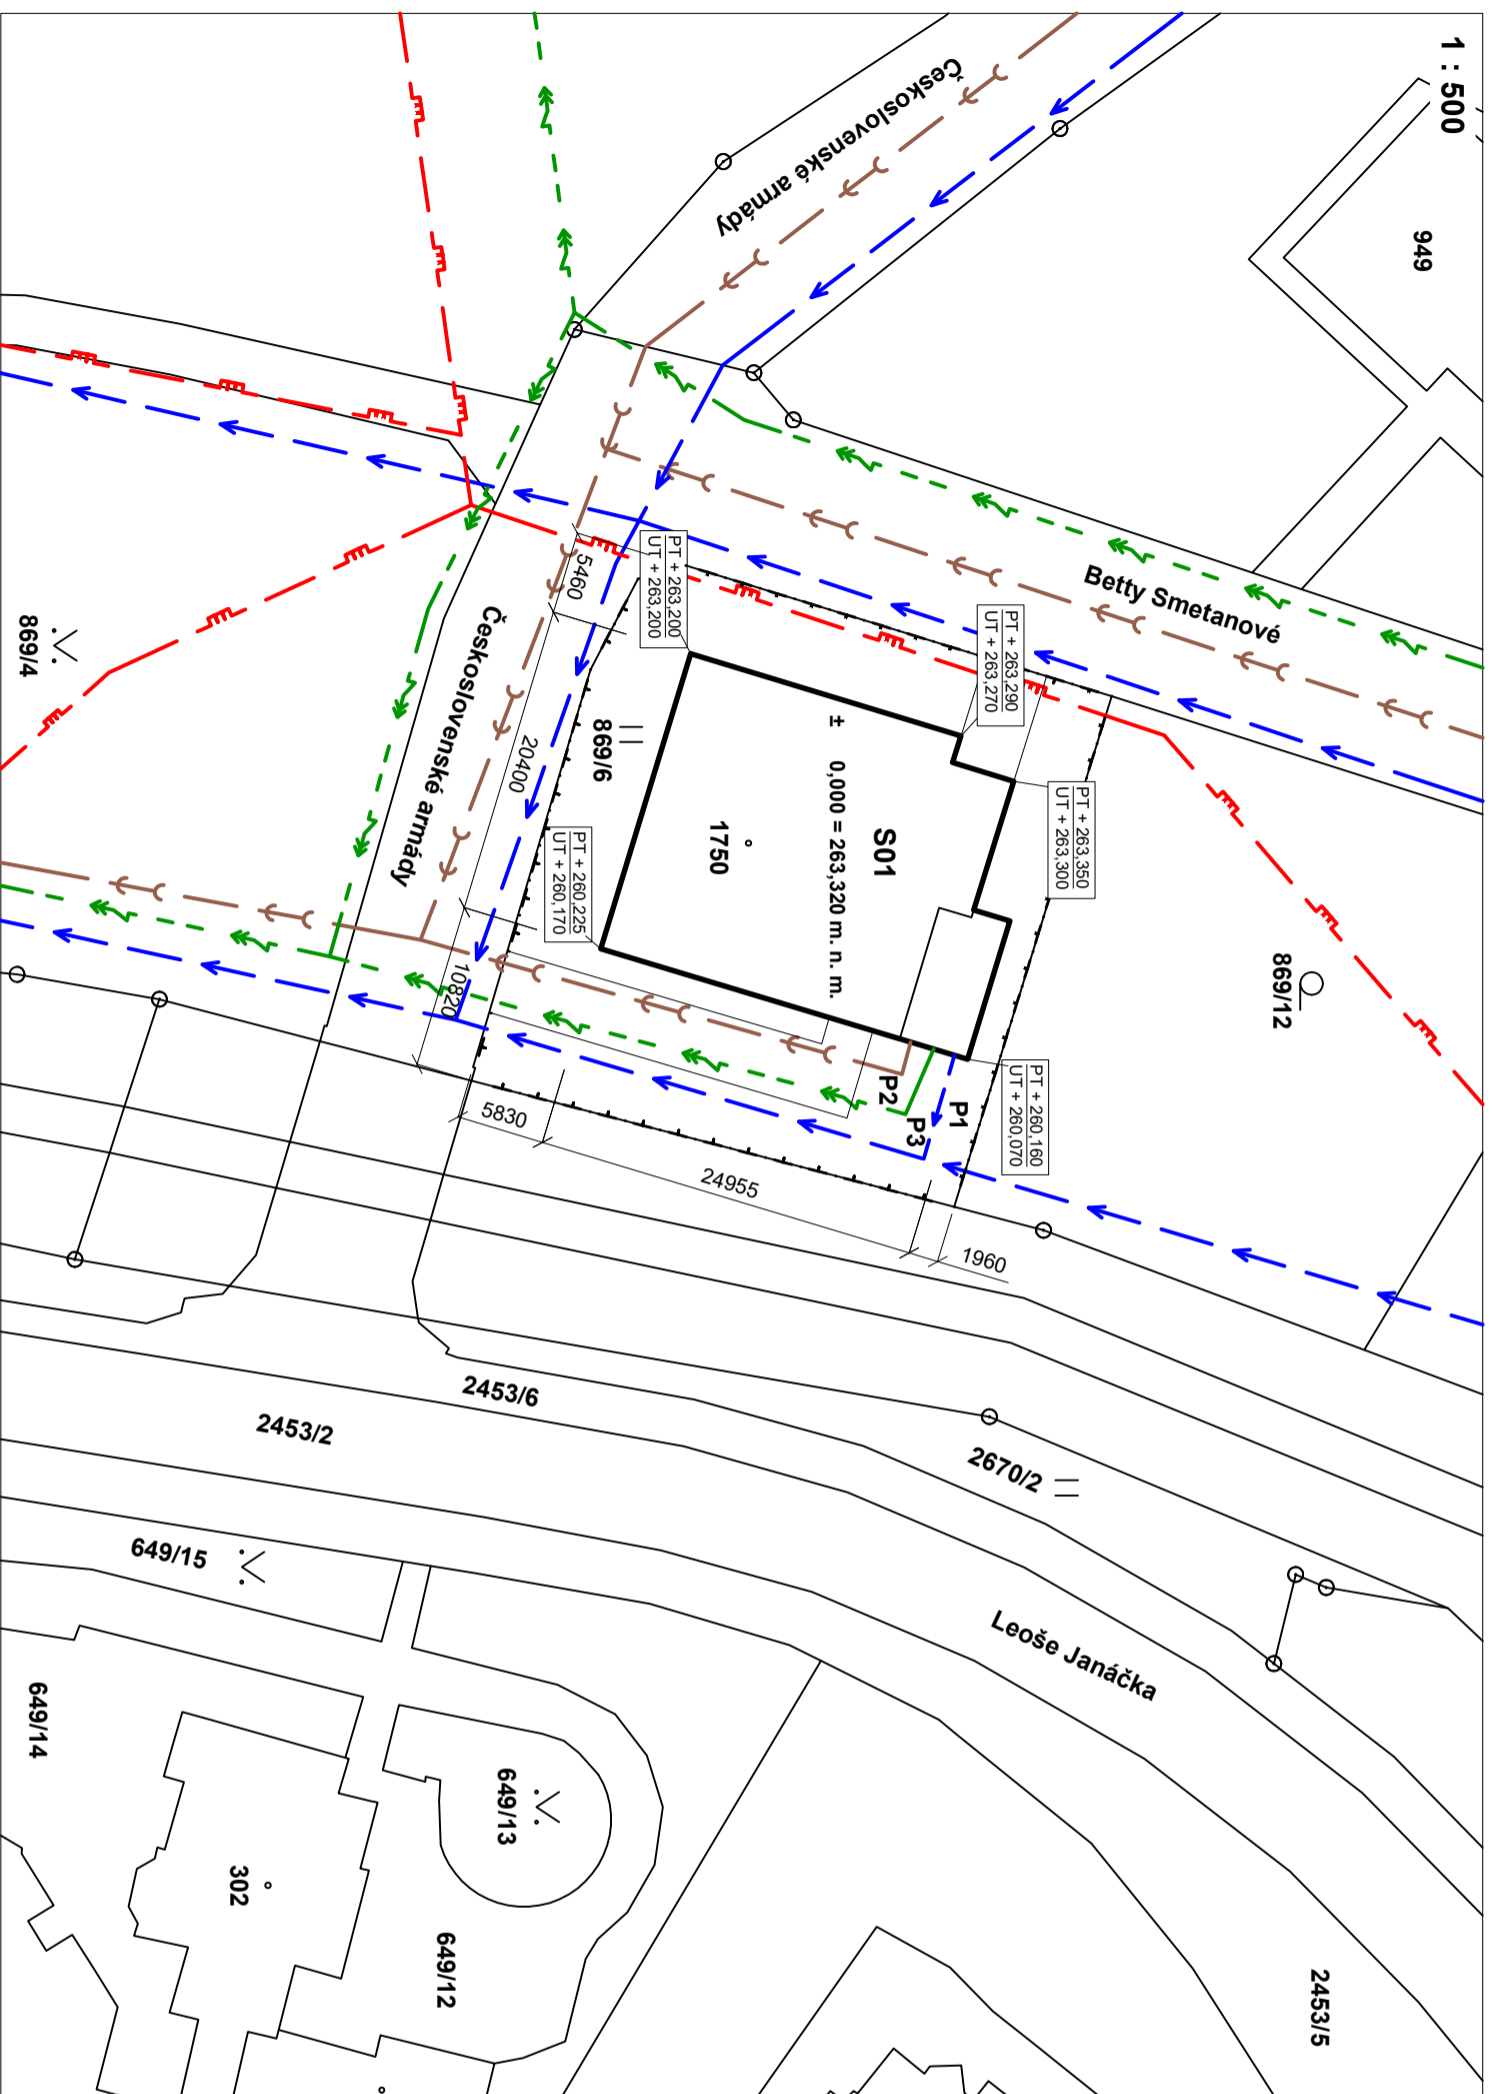 1 : 500
949
Československé armády
Betty Smetanové
PT + 263,200
UT + 263,200
PT + 263,290
UT + 263,270
PT + 263,350
UT + 263,300
869/12
5460
Československé armády
869/4
869/6
20400
S01
± 0,000 = 263,320 m. n. m.
1750
PT + 260,225
UT + 260,170
PT + 260,160
UT + 260,070
10820
P1
P2
P3
5830
24955
1960
2453/6
2453/2
2670/2
649/15
Leoše Janáčka
649/14
649/13
302
649/12
2453/5